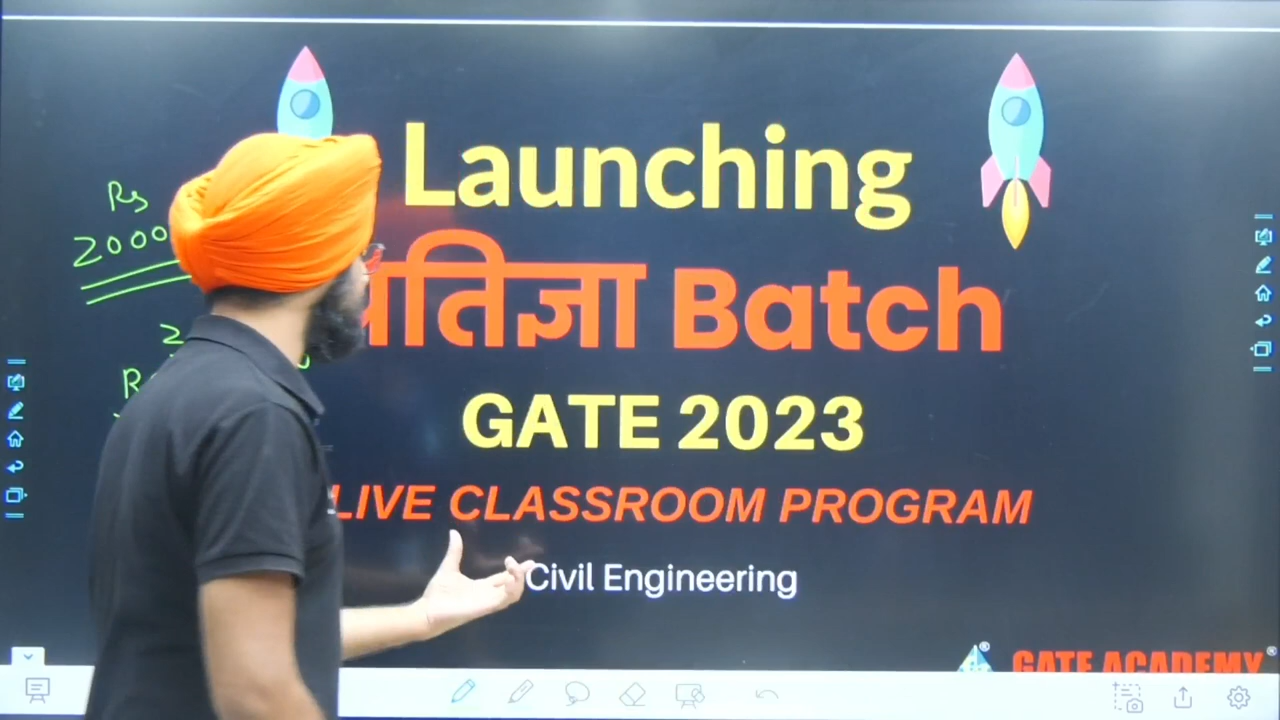 Launching
Rs
2000
Batch
GATE 2023
LIVE CLASSROOM PROGRAM
Civil Engineering
GATE ACADEMY